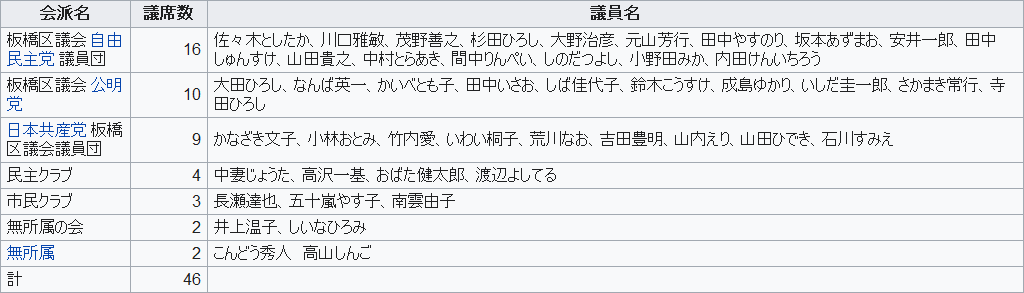 会派名 議席数 議員名
板橋区議会 自由民主党 議員団 16 佐々木としたか、川口雅敏、茂野善之、杉田ひろし、大野治彦、元山芳行、田中やすのり、坂本あずまお、安井一郎、田中
しゅんすけ、山田貴之、中村とらあき、間中りんぺい、しのだつよし、小野田みか、内田けんいちろう
板橋区議会 公明党 10 大田ひろし、なんば英一、かいべとも子、田中いさお、しば佳代子、鈴木こうすけ、成島ゆかり、いしだ圭一郎、さかまき常行、寺
田ひろし
日本共産党 板橋区議会議員団 9 かなざき文子、小林おとみ、竹内愛、いわい桐子、荒川なお、吉田豊明、山内えり、山田ひでき、石川すみえ
民主クラブ 4 中妻じょうた、高沢一基、おばた健太郎、渡辺よしてる
市民クラブ 3 長瀬達也、五十嵐やす子、南雲由子
無所属の会 2 井上温子、しいなひろみ
無所属 2 こんどう秀人　高山しんご
計 46